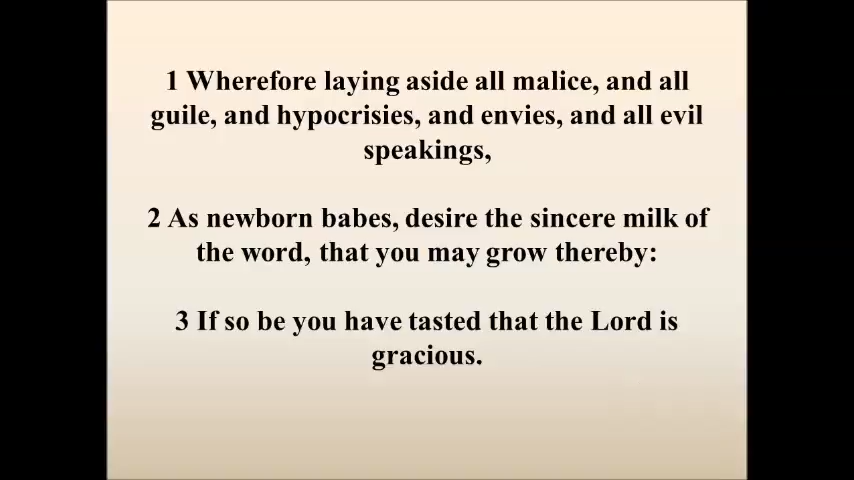 1 Wherefore laying aside all malice, and all
guile, and hypocrisies, and envies, and all evil
speakings,
2 As newborn babes, desire the sincere milk of
the word, that you may grow thereby:
3 If so be you have tasted that the Lord is
gracious.